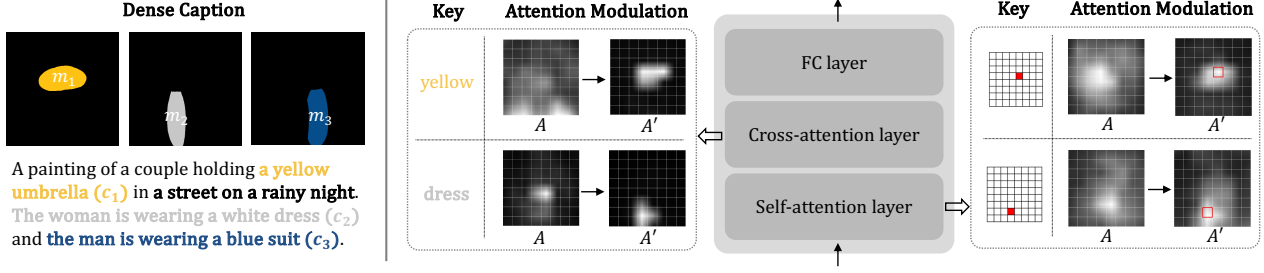 Dense Caption
m₁
m₂
m₃
A painting of a couple holding a yellow
umbrella (c₁) in a street on a rainy night.
The woman is wearing a white dress (c₂)
and the man is wearing a blue suit (c₃).
Key
Attention Modulation
yellow
A
A′
dress
A
A′
FC layer
Cross-attention layer
Self-attention layer
Key
Attention Modulation
A
A′
A
A′